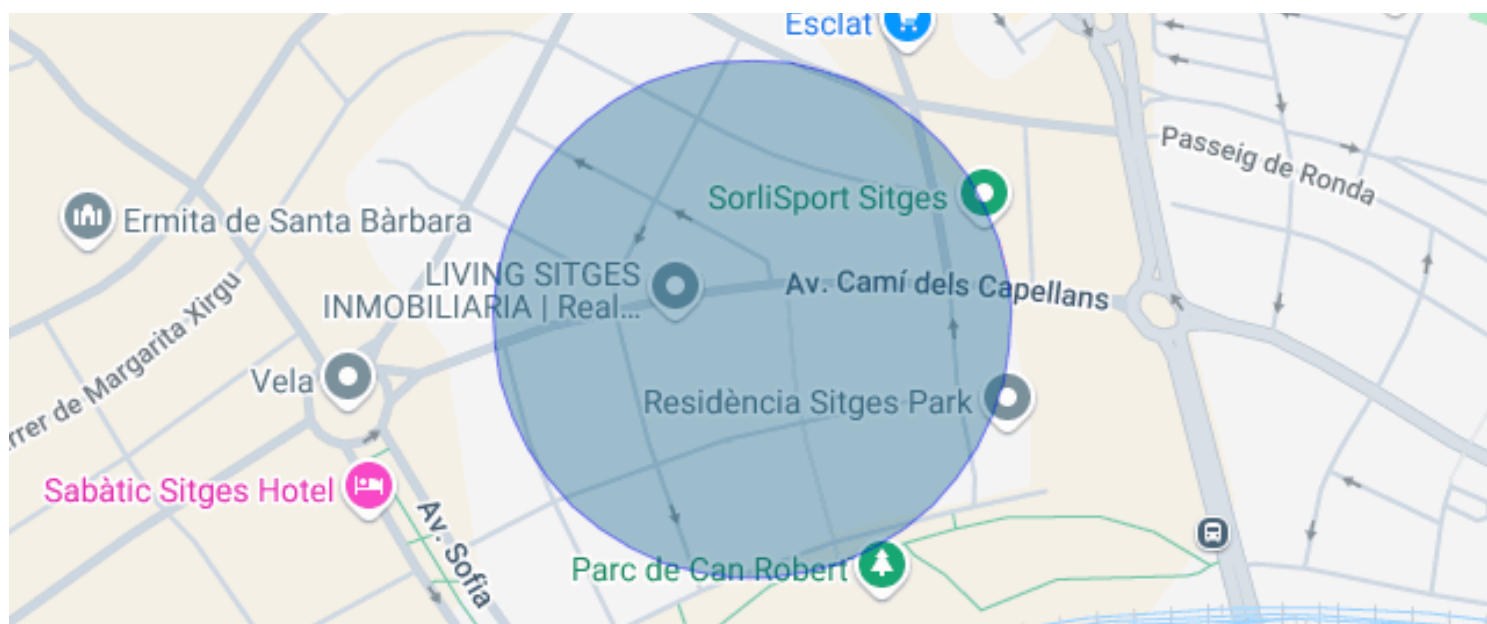 Esclat
Passeig de Ronda
SorliSport Sitges
Ermita de Santa Bàrbara
LIVING SITGES
INMOBILIARIA | Real...
Av. Camí dels Capellans
rrer de Margarita Xirgu
Vela
Residència Sitges Park
Sabàtic Sitges Hotel
Av. Sofia
Parc de Can Robert